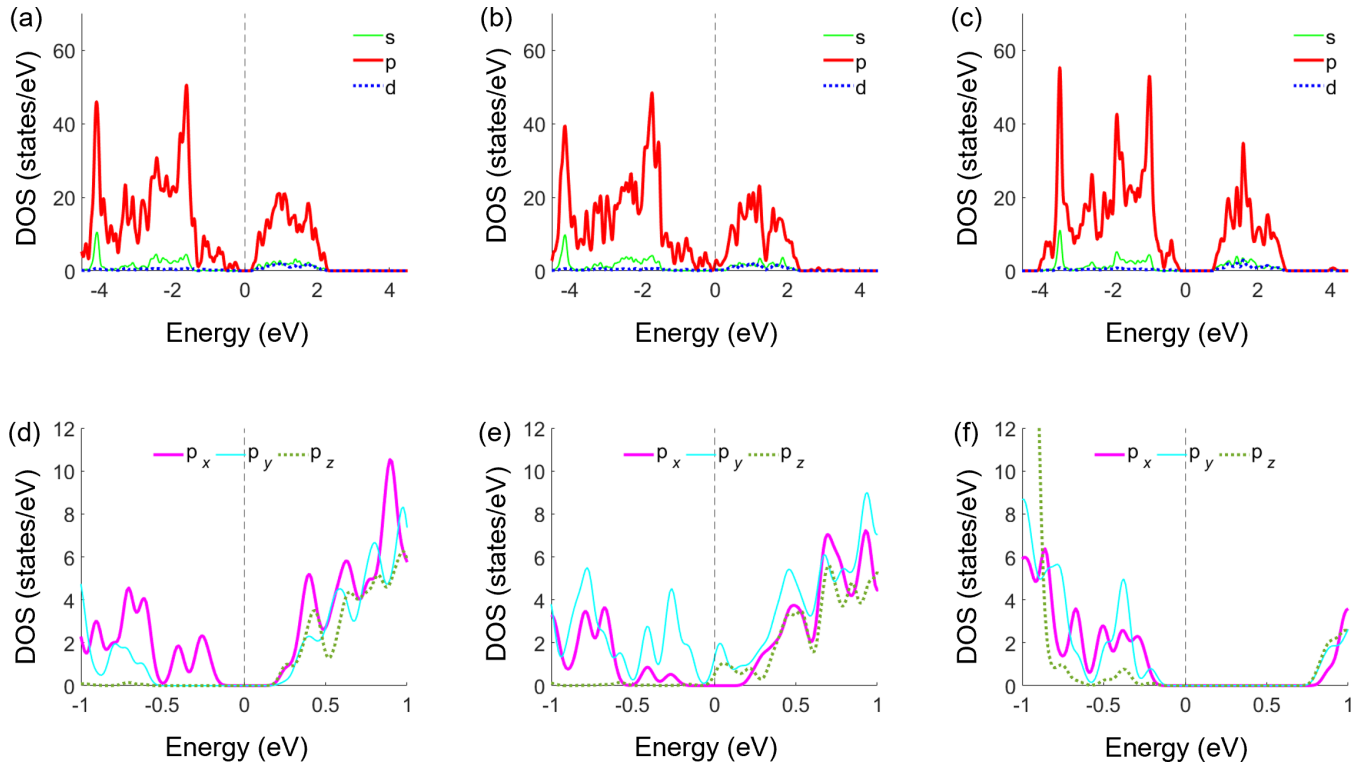 (a)
DOS (states/eV)
60
40
20
0
-4 -2 0 2 4
Energy (eV)
s
p
d
(b)
DOS (states/eV)
60
40
20
0
-4 -2 0 2 4
Energy (eV)
s
p
d
(c)
DOS (states/eV)
60
40
20
0
-4 -2 0 2 4
Energy (eV)
s
p
d
(d)
DOS (states/eV)
12
10
8
6
4
2
0
-1 -0.5 0 0.5 1
Energy (eV)
p x p y p z
(e)
DOS (states/eV)
12
10
8
6
4
2
0
-1 -0.5 0 0.5 1
Energy (eV)
p x p y p z
(f)
DOS (states/eV)
12
10
8
6
4
2
0
-1 -0.5 0 0.5 1
Energy (eV)
p x p y p z